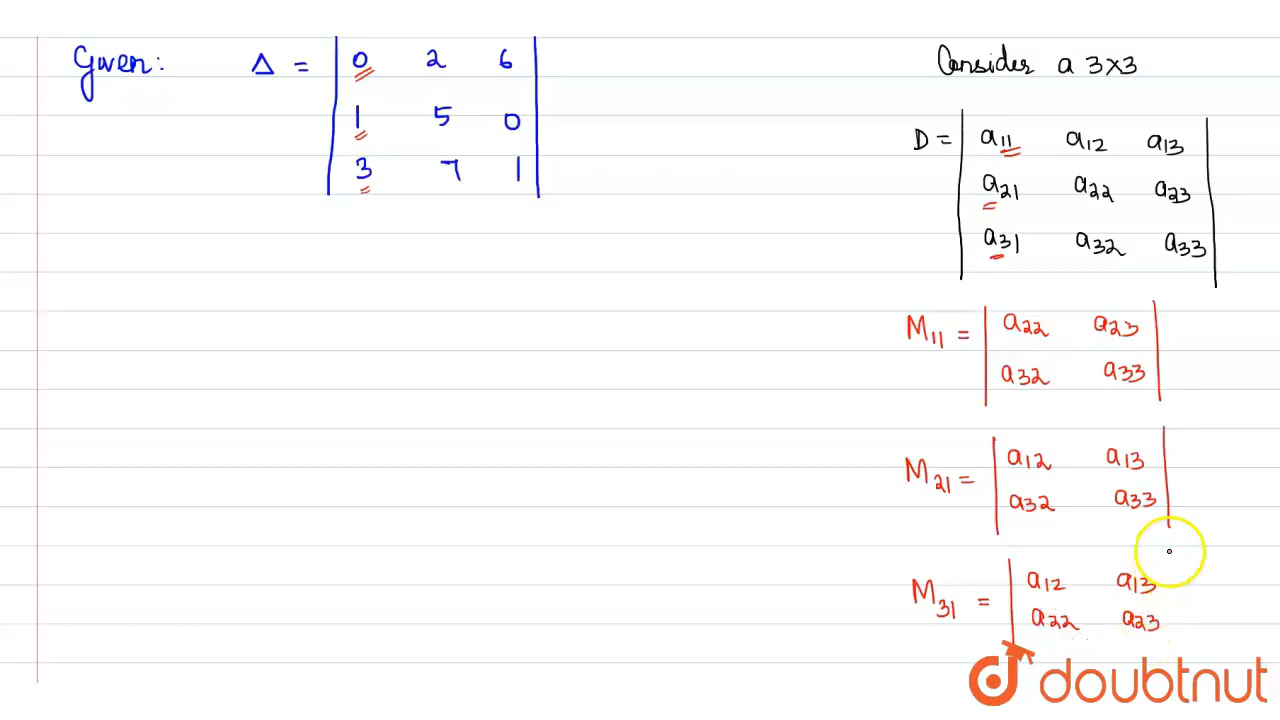 Given: Δ = | 0 2 6 |
| 1 5 0 |
| 3 7 1 |
Consider a 3×3
D = | a11 a12 a13 |
| a21 a22 a23 |
| a31 a32 a33 |
M11 = | a22 a23 |
| a32 a33 |
M21 = | a12 a13 |
| a32 a33 |
M31 = | a12 a13 |
| a22 a23 |
doubtnut